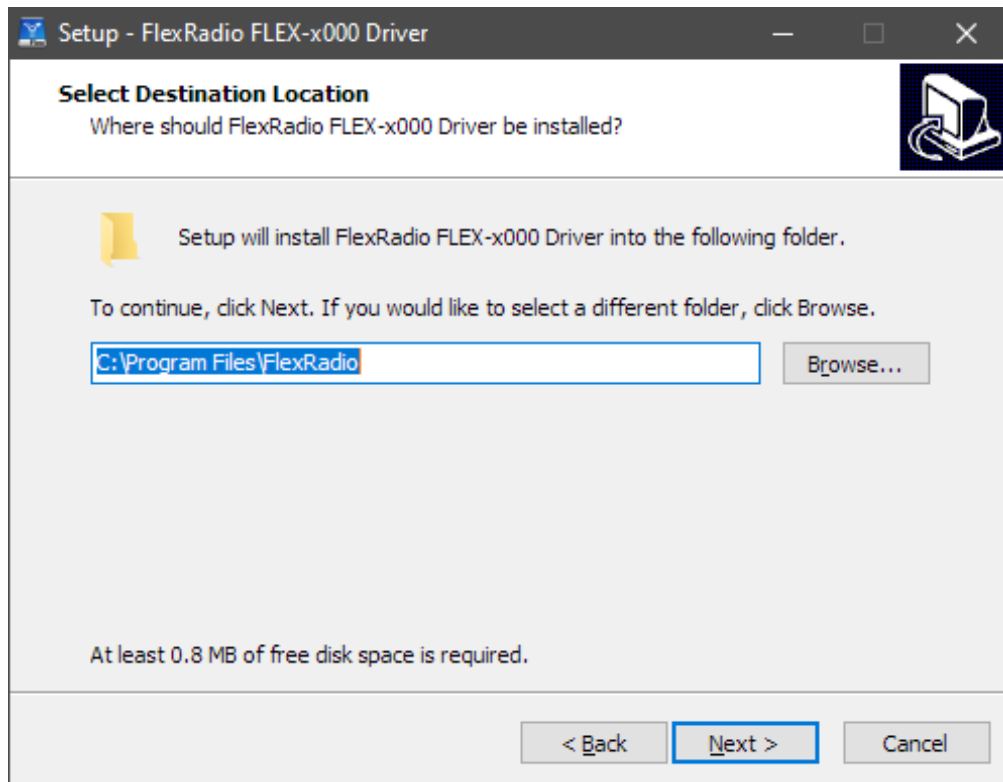 Setup - FlexRadio FLEX-x000 Driver
Select Destination Location
Where should FlexRadio FLEX-x000 Driver be installed?
Setup will install FlexRadio FLEX-x000 Driver into the following folder.
To continue, click Next. If you would like to select a different folder, click Browse.
C:\Program Files\FlexRadio
Browse...
At least 0.8 MB of free disk space is required.
< Back
Next >
Cancel